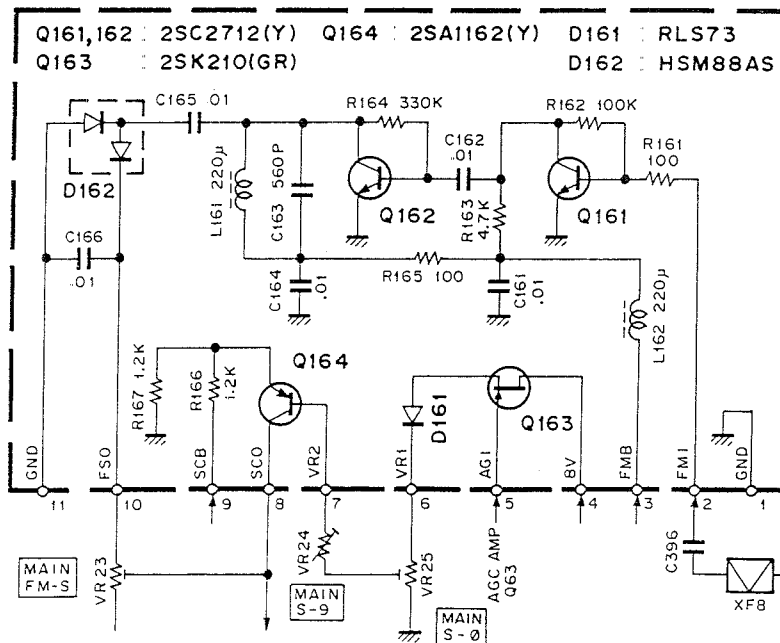 Q161,162 : 2SC2712(Y) Q164 : 2SA1162(Y) D161 : RLS73
Q163 : 2SK210(GR) D162 : HSM88AS
C165 .01
R164 330K
R162 100K
C162
.01
R161
100
D162
L161 220μ
C163 560P
Q162
R163
4.7K
Q161
C166
.01
R165 100
C164
.01
C161
.01
L162 220μ
Q164
R167 1.2K
R166
1.2K
D161
Q163
GND
FSO
SCB
SCO
VR2
VR1
AGI
8V
FMB
FMI
GND
11
10
9
8
7
6
5
4
3
2
1
MAIN
FM-S
VR23
VR24
MAIN
S-9
VR25
MAIN
S-0
AGC AMP
Q63
C396
XF8